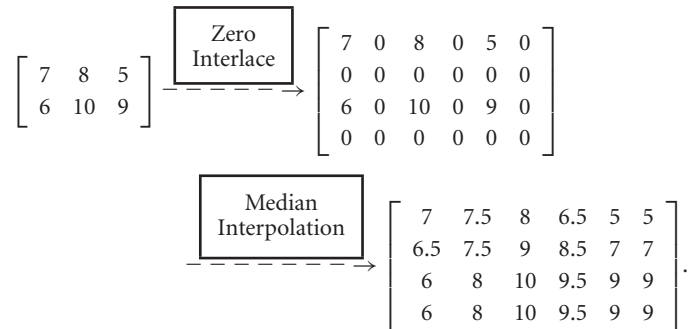 Zero
Interlace
7 8 5
6 10 9
7 0 8 0 5 0
0 0 0 0 0 0
6 0 10 0 9 0
0 0 0 0 0 0
Median
Interpolation
7 7.5 8 6.5 5 5
6.5 7.5 9 8.5 7 7
6 8 10 9.5 9 9
6 8 10 9.5 9 9
.